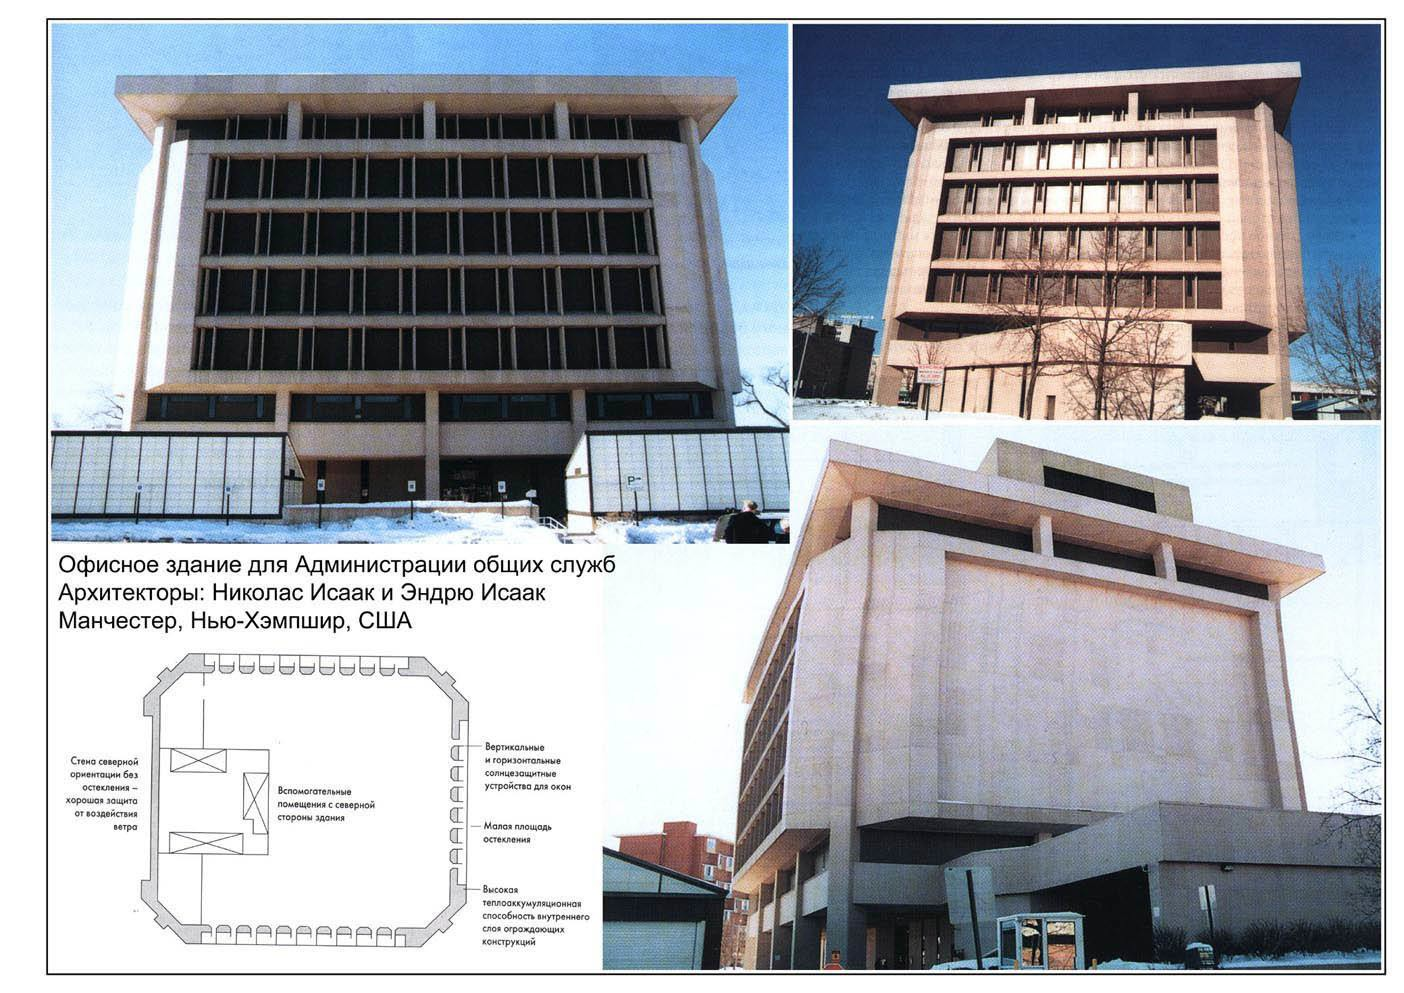 Офисное здание для Администрации общих служб
Архитекторы: Николас Исаак и Эндрю Исаак
Манчестер, Нью-Хэмпшир, США
Стена северной
ориентации без
остекления –
хорошая защита
от воздействия
ветра
Вспомогательные
помещения с северной
стороны здания
Вертикальные
и горизонтальные
солнцезащитные
устройства для окон
Малая площадь
остекления
Высокая
теплоаккумуляционная
способность внутреннего
слоя ограждающих
конструкций
P